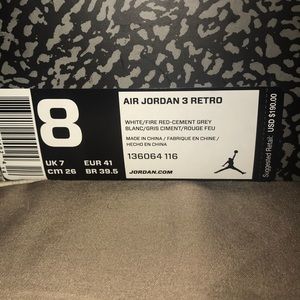 8
UK 7 EUR 41
CM 26 BR 39.5
AIR JORDAN 3 RETRO
WHITE/FIRE RED-CEMENT GREY
BLANC/GRIS CIMENT/ROUGE FEU
MADE IN CHINA / FABRIQUE EN CHINE /
HECHO EN CHINA
136064 116
JORDAN.COM
Suggested Retail: USD $190.00